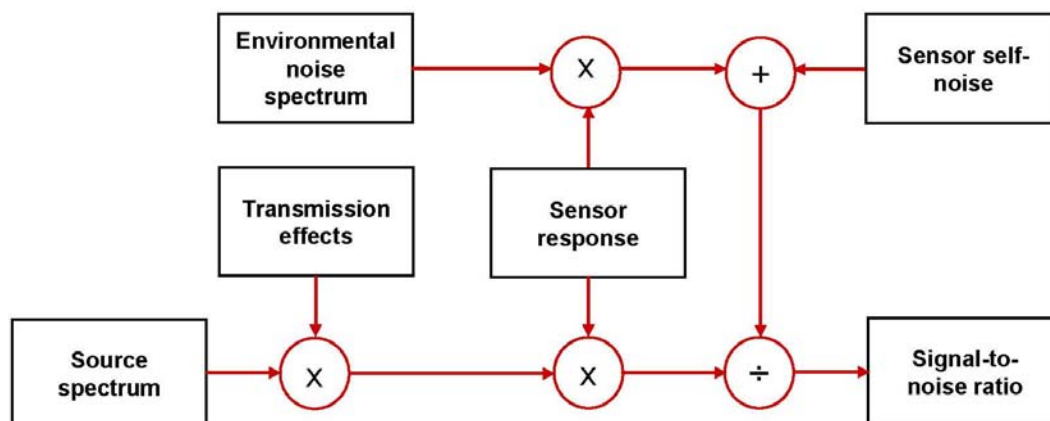 Environmental
noise
spectrum
X
+
Sensor self-
noise
Transmission
effects
Sensor
response
Source
spectrum
X
X
÷
Signal-to-
noise ratio